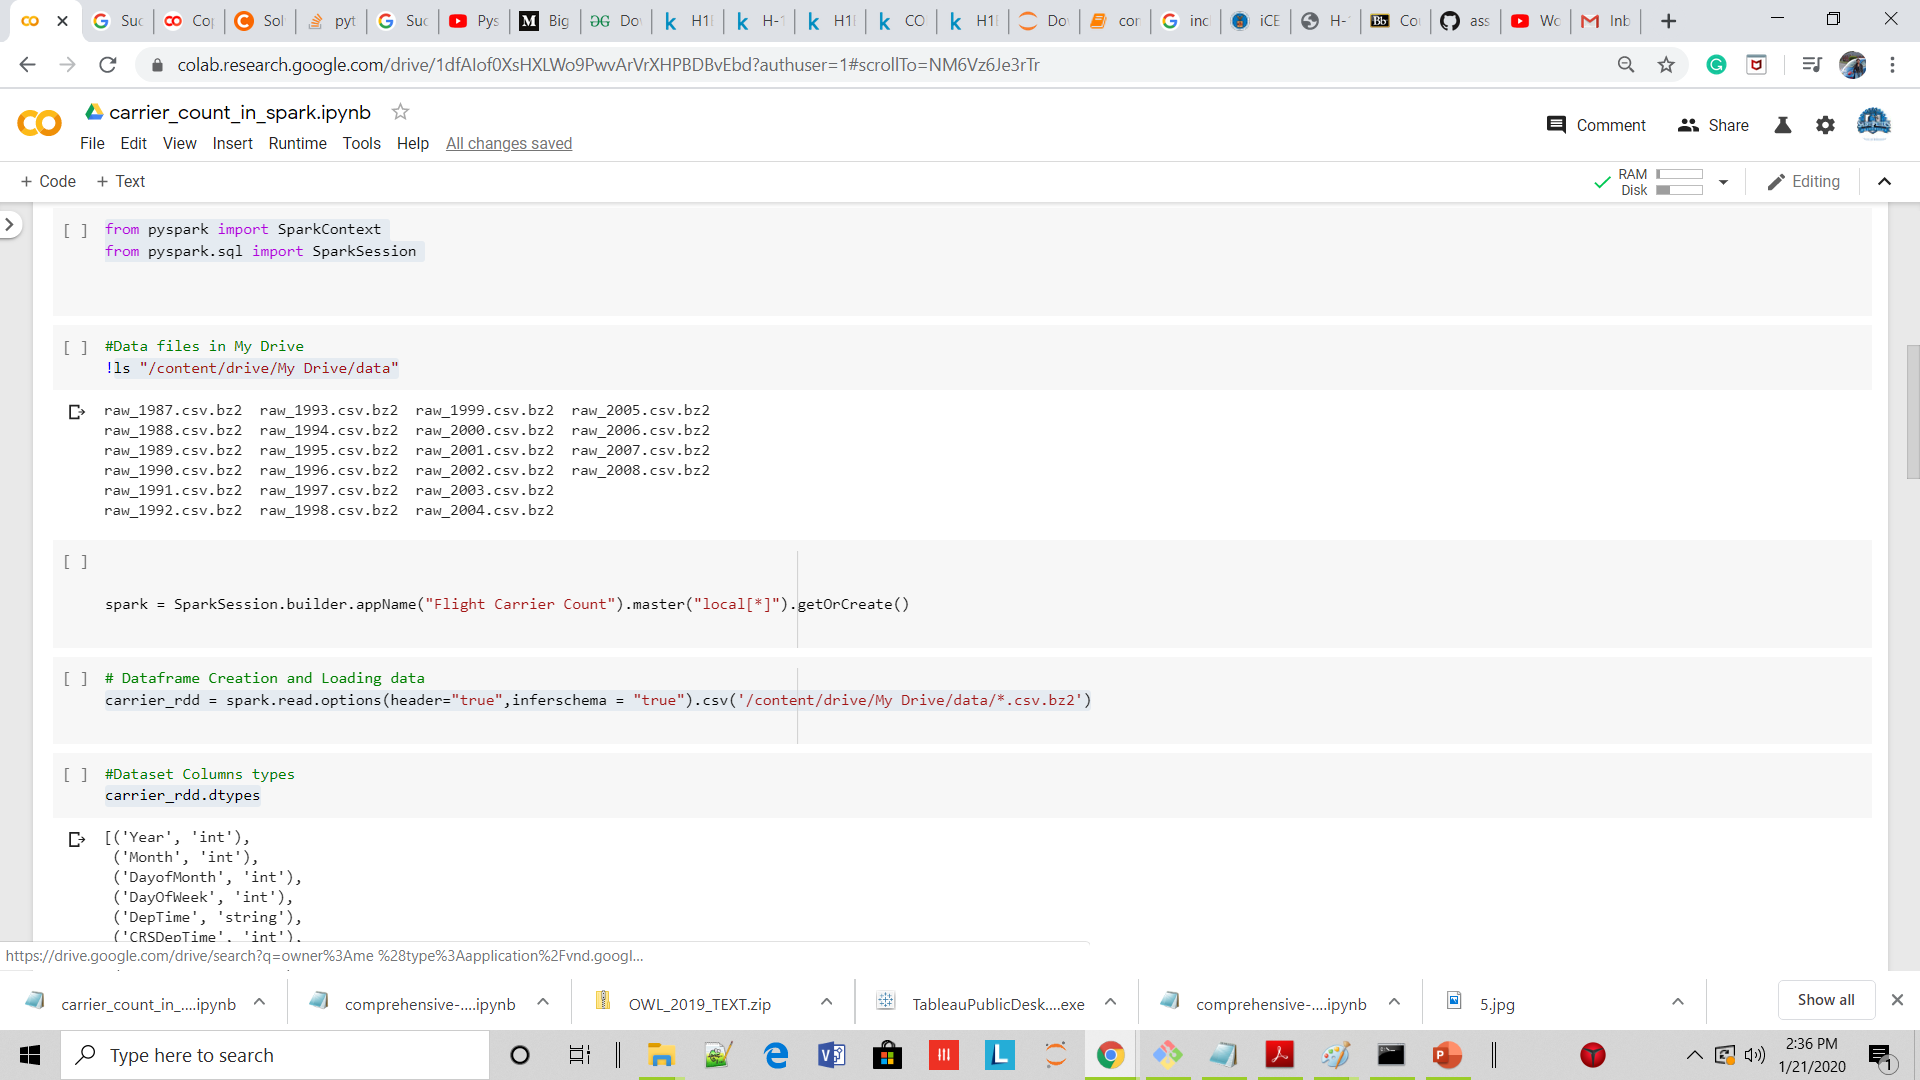 Suc
Cop
Sol
pyt
Suc
Pys
Big
Do
H1
H-1
H1
CO
H1
Do
con
incl
iCE
H-
Bb Co
ass
Wo
Inb
colab.research.google.com/drive/1dfAIof0XsHXLWo9PwvArVrXHPBDBvEbd?authuser=1#scrollTo=NM6Vz6Je3rTr
carrier_count_in_spark.ipynb
File Edit View Insert Runtime Tools Help All changes saved
Comment Share
+ Code + Text
RAM
Disk
Editing
[ ] from pyspark import SparkContext
from pyspark.sql import SparkSession
[ ] #Data files in My Drive
!ls "/content/drive/My Drive/data"
raw_1987.csv.bz2 raw_1993.csv.bz2 raw_1999.csv.bz2 raw_2005.csv.bz2
raw_1988.csv.bz2 raw_1994.csv.bz2 raw_2000.csv.bz2 raw_2006.csv.bz2
raw_1989.csv.bz2 raw_1995.csv.bz2 raw_2001.csv.bz2 raw_2007.csv.bz2
raw_1990.csv.bz2 raw_1996.csv.bz2 raw_2002.csv.bz2 raw_2008.csv.bz2
raw_1991.csv.bz2 raw_1997.csv.bz2 raw_2003.csv.bz2
raw_1992.csv.bz2 raw_1998.csv.bz2 raw_2004.csv.bz2
[ ]
spark = SparkSession.builder.appName("Flight Carrier Count").master("local[*]").getOrCreate()
[ ] # Dataframe Creation and Loading data
carrier_rdd = spark.read.options(header="true",inferschema = "true").csv('/content/drive/My Drive/data/*.csv.bz2')
[ ] #Dataset Columns types
carrier_rdd.dtypes
[('Year', 'int'),
('Month', 'int'),
('DayofMonth', 'int'),
('DayOfWeek', 'int'),
('DepTime', 'string'),
('CRSDepTime', 'int'),
https://drive.google.com/drive/search?q=owner%3Ame %28type%3Aapplication%2Fvnd.googl...
carrier_count_in_....ipynb
comprehensive-....ipynb
OWL_2019_TEXT.zip
TableauPublicDesk....exe
comprehensive-....ipynb
5.jpg
Show all
Type here to search
2:36 PM
1/21/2020
1